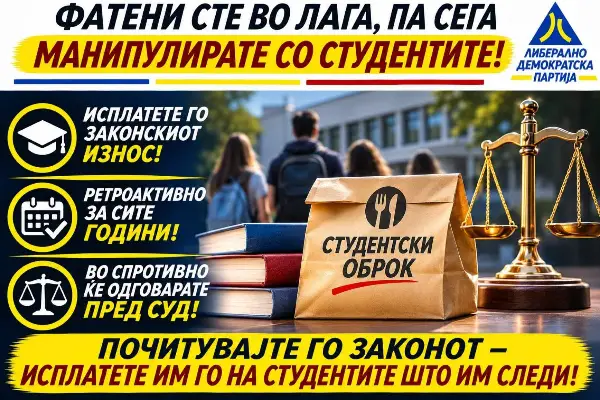 ФАТЕНИ СТЕ ВО ЛАГА, ПА СЕГА
МАНИПУЛИРАТЕ СО СТУДЕНТИТЕ!
ЛИБЕРАЛНО
ДЕМОКРАТСКА
ПАРТИЈА
ИСПЛАТЕТЕ ГО
ЗАКОНСКИОТ
ИЗНОС!
РЕТРОАКТИВНО
ЗА СИТЕ
ГОДИНИ!
ВО СПРОТИВНО
ЌЕ ОДГОВАРАТЕ
ПРЕД СУД!
СТУДЕНТСКИ
ОБРОК
ПОЧИТУВАЈТЕ ГО ЗАКОНОТ –
ИСПЛАТЕТЕ ИМ ГО НА СТУДЕНТИТЕ ШТО ИМ СЛЕДИ!